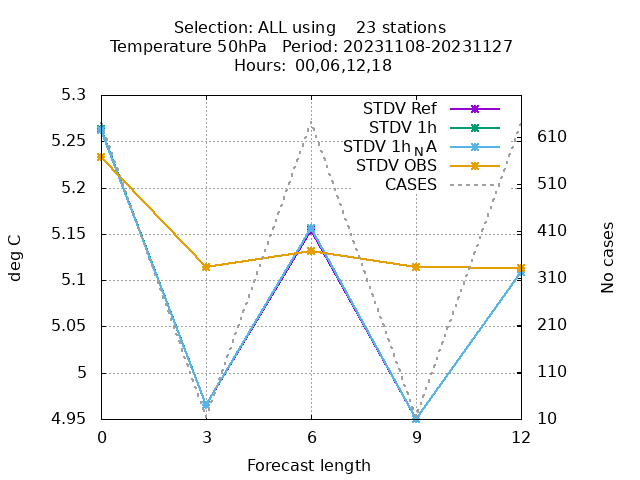 Selection: ALL using    23 stations
Temperature 50hPa   Period: 20231108-20231127
Hours:  00,06,12,18
5.3
5.25
5.2
5.15
5.1
5.05
5
4.95
deg C
STDV Ref
STDV 1h
STDV 1h_NA
STDV OBS
CASES
610
510
410
310
210
110
10
No cases
0 3 6 9 12
Forecast length